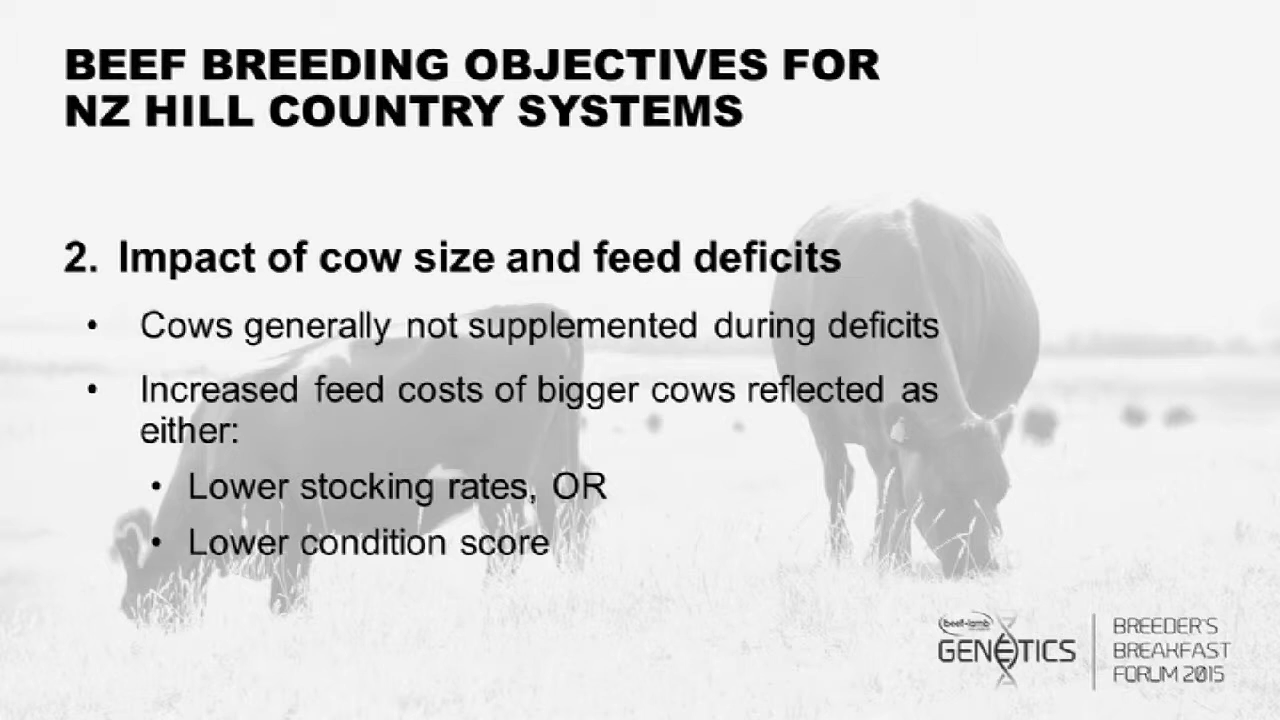 BEEF BREEDING OBJECTIVES FOR
NZ HILL COUNTRY SYSTEMS
2. Impact of cow size and feed deficits
• Cows generally not supplemented during deficits
• Increased feed costs of bigger cows reflected as
either:
• Lower stocking rates, OR
• Lower condition score
beef+lamb
GENETICS
BREEDER'S
BREAKFAST
FORUM 2015